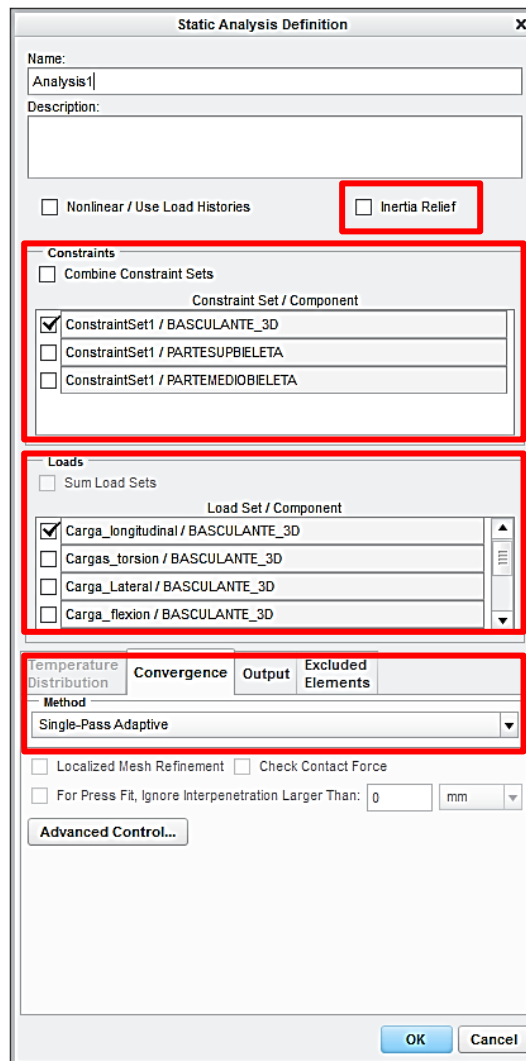 Static Analysis Definition
Name:
Analysis1
Description:
Nonlinear / Use Load Histories
Inertia Relief
Constraints
Combine Constraint Sets
Constraint Set / Component
ConstraintSet1 / BASCULANTE_3D
ConstraintSet1 / PARTESUPBIELETA
ConstraintSet1 / PARTEMEDIOBIELETA
Loads
Sum Load Sets
Load Set / Component
Carga_longitudinal / BASCULANTE_3D
Cargas_torsion / BASCULANTE_3D
Carga_Lateral / BASCULANTE_3D
Carga_flexion / BASCULANTE_3D
Temperature
Distribution
Convergence
Output
Excluded
Elements
Method
Single-Pass Adaptive
Localized Mesh Refinement
Check Contact Force
For Press Fit, Ignore Interpenetration Larger Than:
0
mm
Advanced Control...
OK
Cancel